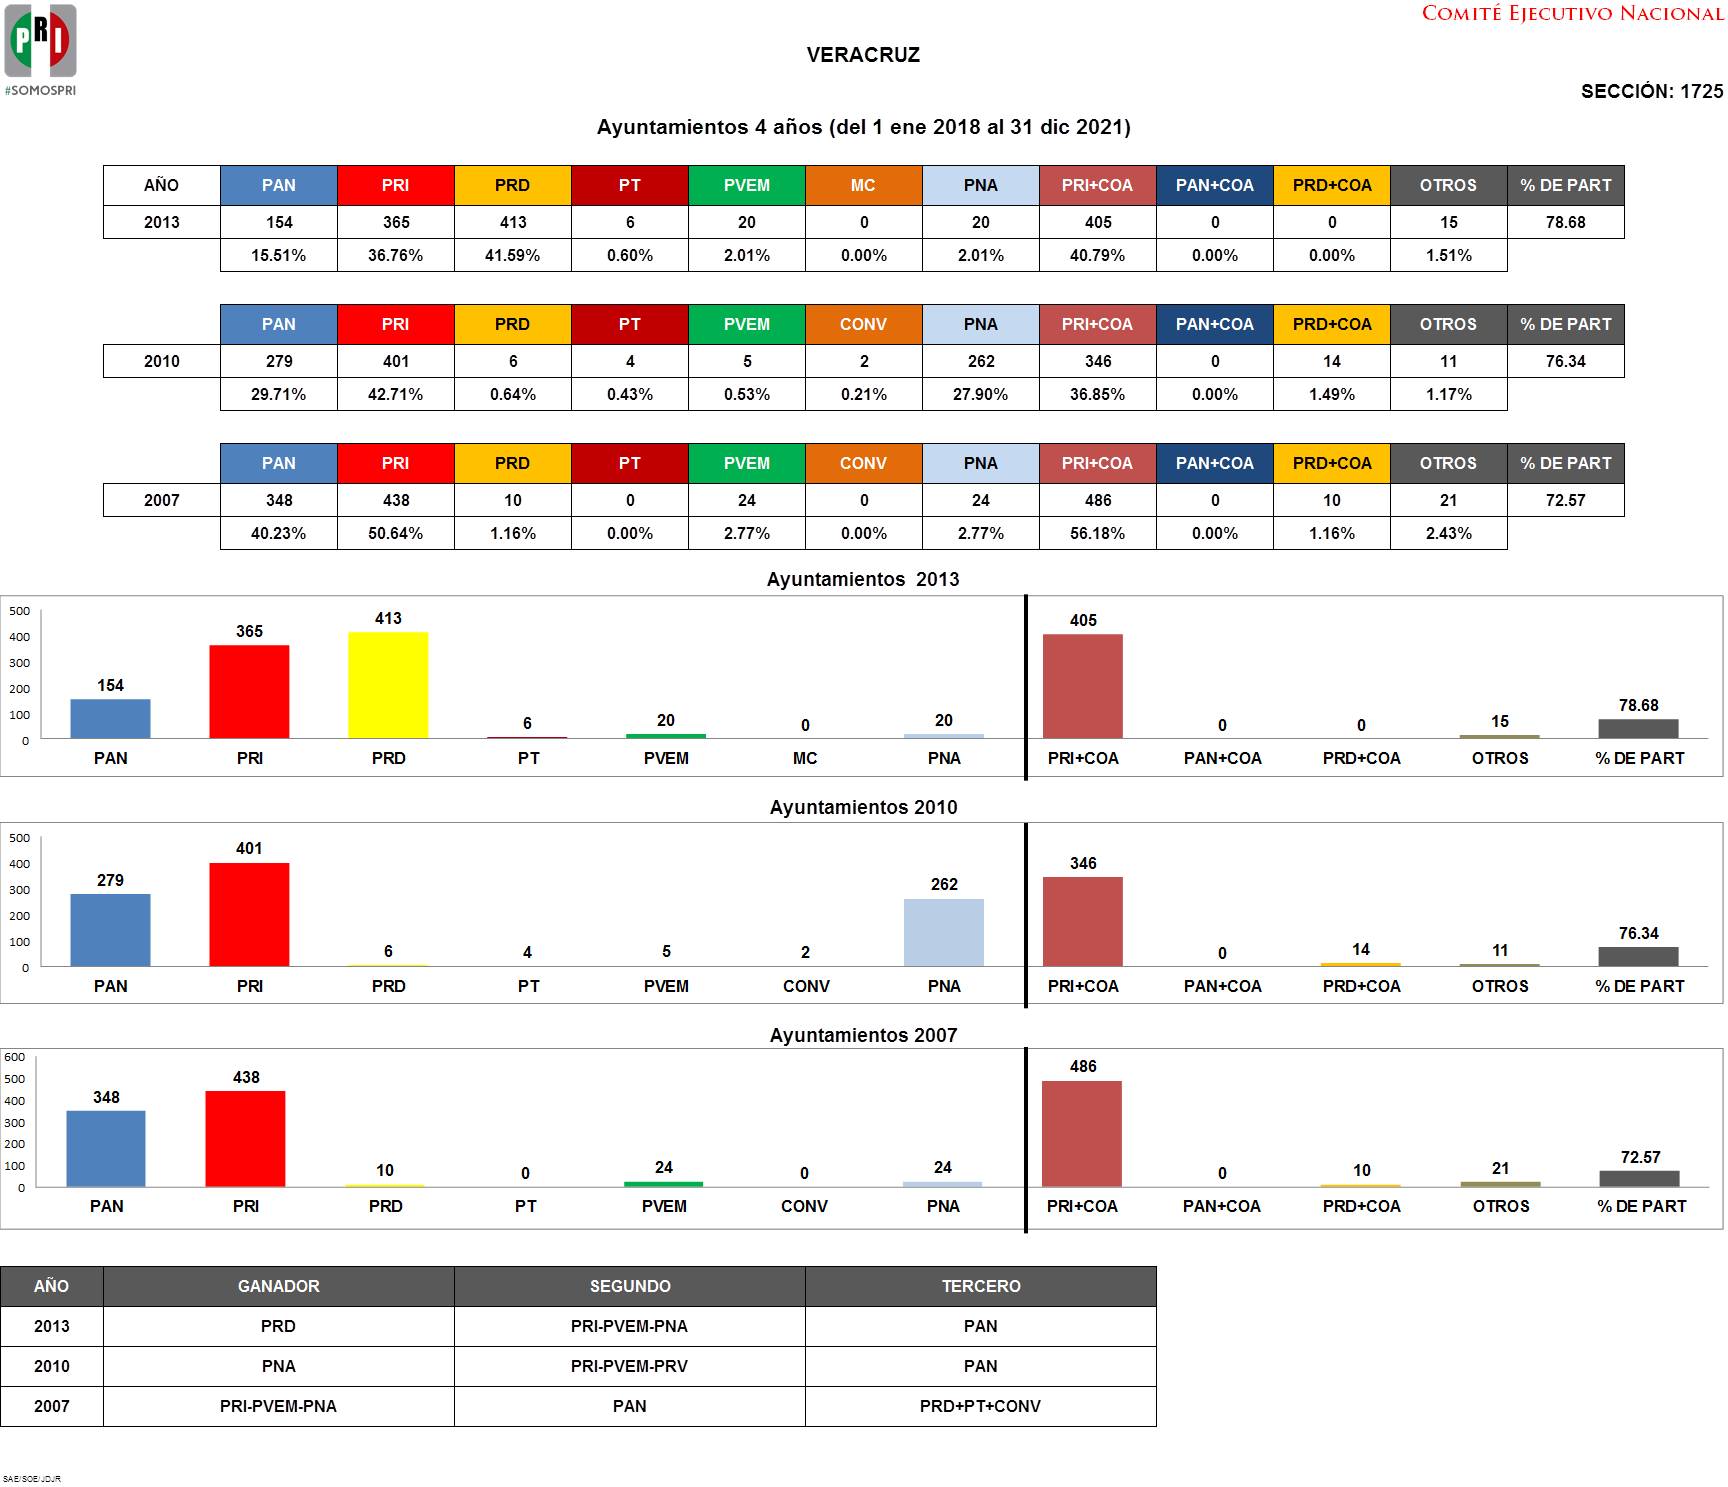 COMITÉ EJECUTIVO NACIONAL
PRI
#SOMOSPRI
VERACRUZ
SECCIÓN: 1725
Ayuntamientos 4 años (del 1 ene 2018 al 31 dic 2021)
AÑO PAN PRI PRD PT PVEM MC PNA PRI+COA PAN+COA PRD+COA OTROS % DE PART
2013 154 365 413 6 20 0 20 405 0 0 15 78.68
15.51% 36.76% 41.59% 0.60% 2.01% 0.00% 2.01% 40.79% 0.00% 0.00% 1.51%
PAN PRI PRD PT PVEM CONV PNA PRI+COA PAN+COA PRD+COA OTROS % DE PART
2010 279 401 6 4 5 2 262 346 0 14 11 76.34
29.71% 42.71% 0.64% 0.43% 0.53% 0.21% 27.90% 36.85% 0.00% 1.49% 1.17%
PAN PRI PRD PT PVEM CONV PNA PRI+COA PAN+COA PRD+COA OTROS % DE PART
2007 348 438 10 0 24 0 24 486 0 10 21 72.57
40.23% 50.64% 1.16% 0.00% 2.77% 0.00% 2.77% 56.18% 0.00% 1.16% 2.43%
Ayuntamientos 2013
500
400
300
200
100
0
154 365 413 6 20 0 20 405 0 0 15 78.68
PAN PRI PRD PT PVEM MC PNA PRI+COA PAN+COA PRD+COA OTROS % DE PART
Ayuntamientos 2010
500
400
300
200
100
0
279 401 6 4 5 2 262 346 0 14 11 76.34
PAN PRI PRD PT PVEM CONV PNA PRI+COA PAN+COA PRD+COA OTROS % DE PART
Ayuntamientos 2007
600
500
400
300
200
100
0
348 438 10 0 24 0 24 486 0 10 21 72.57
PAN PRI PRD PT PVEM CONV PNA PRI+COA PAN+COA PRD+COA OTROS % DE PART
AÑO GANADOR SEGUNDO TERCERO
2013 PRD PRI-PVEM-PNA PAN
2010 PNA PRI-PVEM-PRV PAN
2007 PRI-PVEM-PNA PAN PRD+PT+CONV
SAE/SOE/JDJR